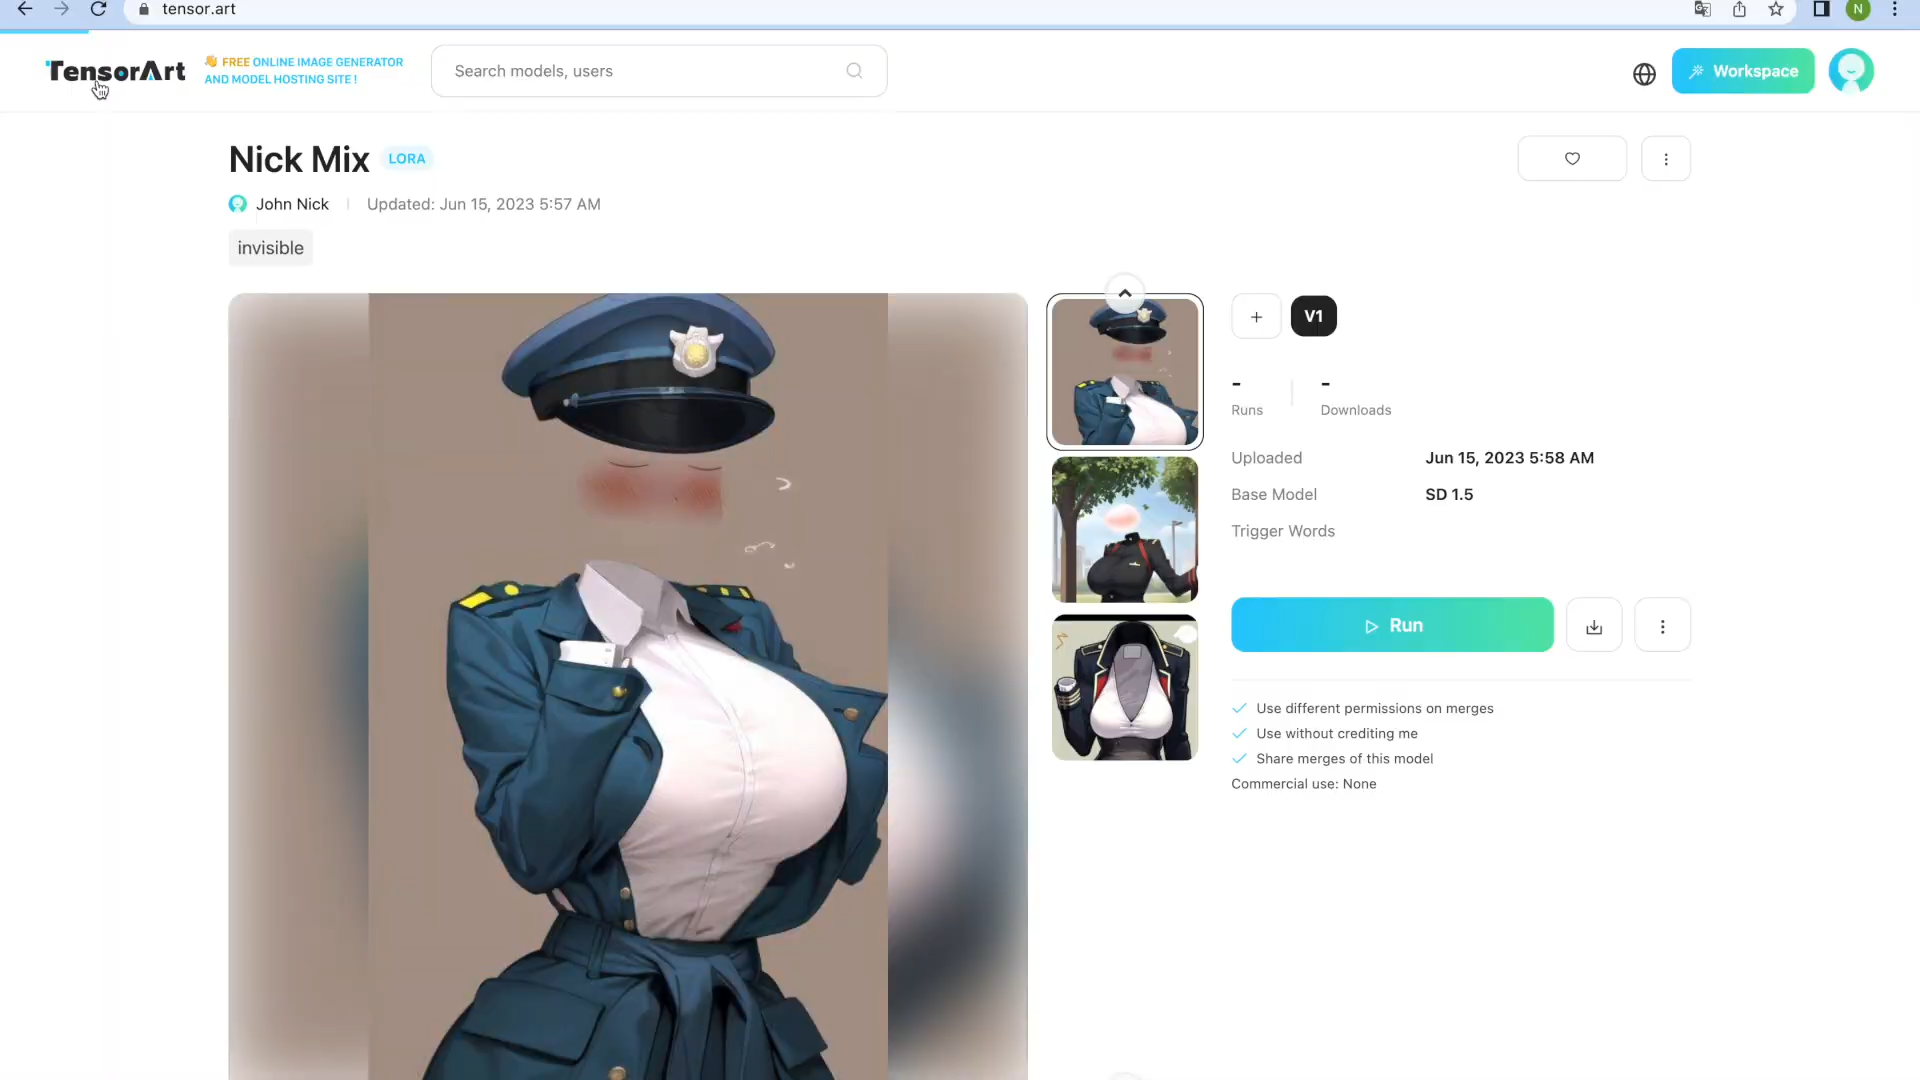 tensor.art
N
TensorArt
FREE ONLINE IMAGE GENERATOR
AND MODEL HOSTING SITE !
Search models, users
Workspace
Nick Mix LORA
John Nick
Updated: Jun 15, 2023 5:57 AM
invisible
+ V1
- -
Runs Downloads
Uploaded Jun 15, 2023 5:58 AM
Base Model SD 1.5
Trigger Words
Run
Use different permissions on merges
Use without crediting me
Share merges of this model
Commercial use: None